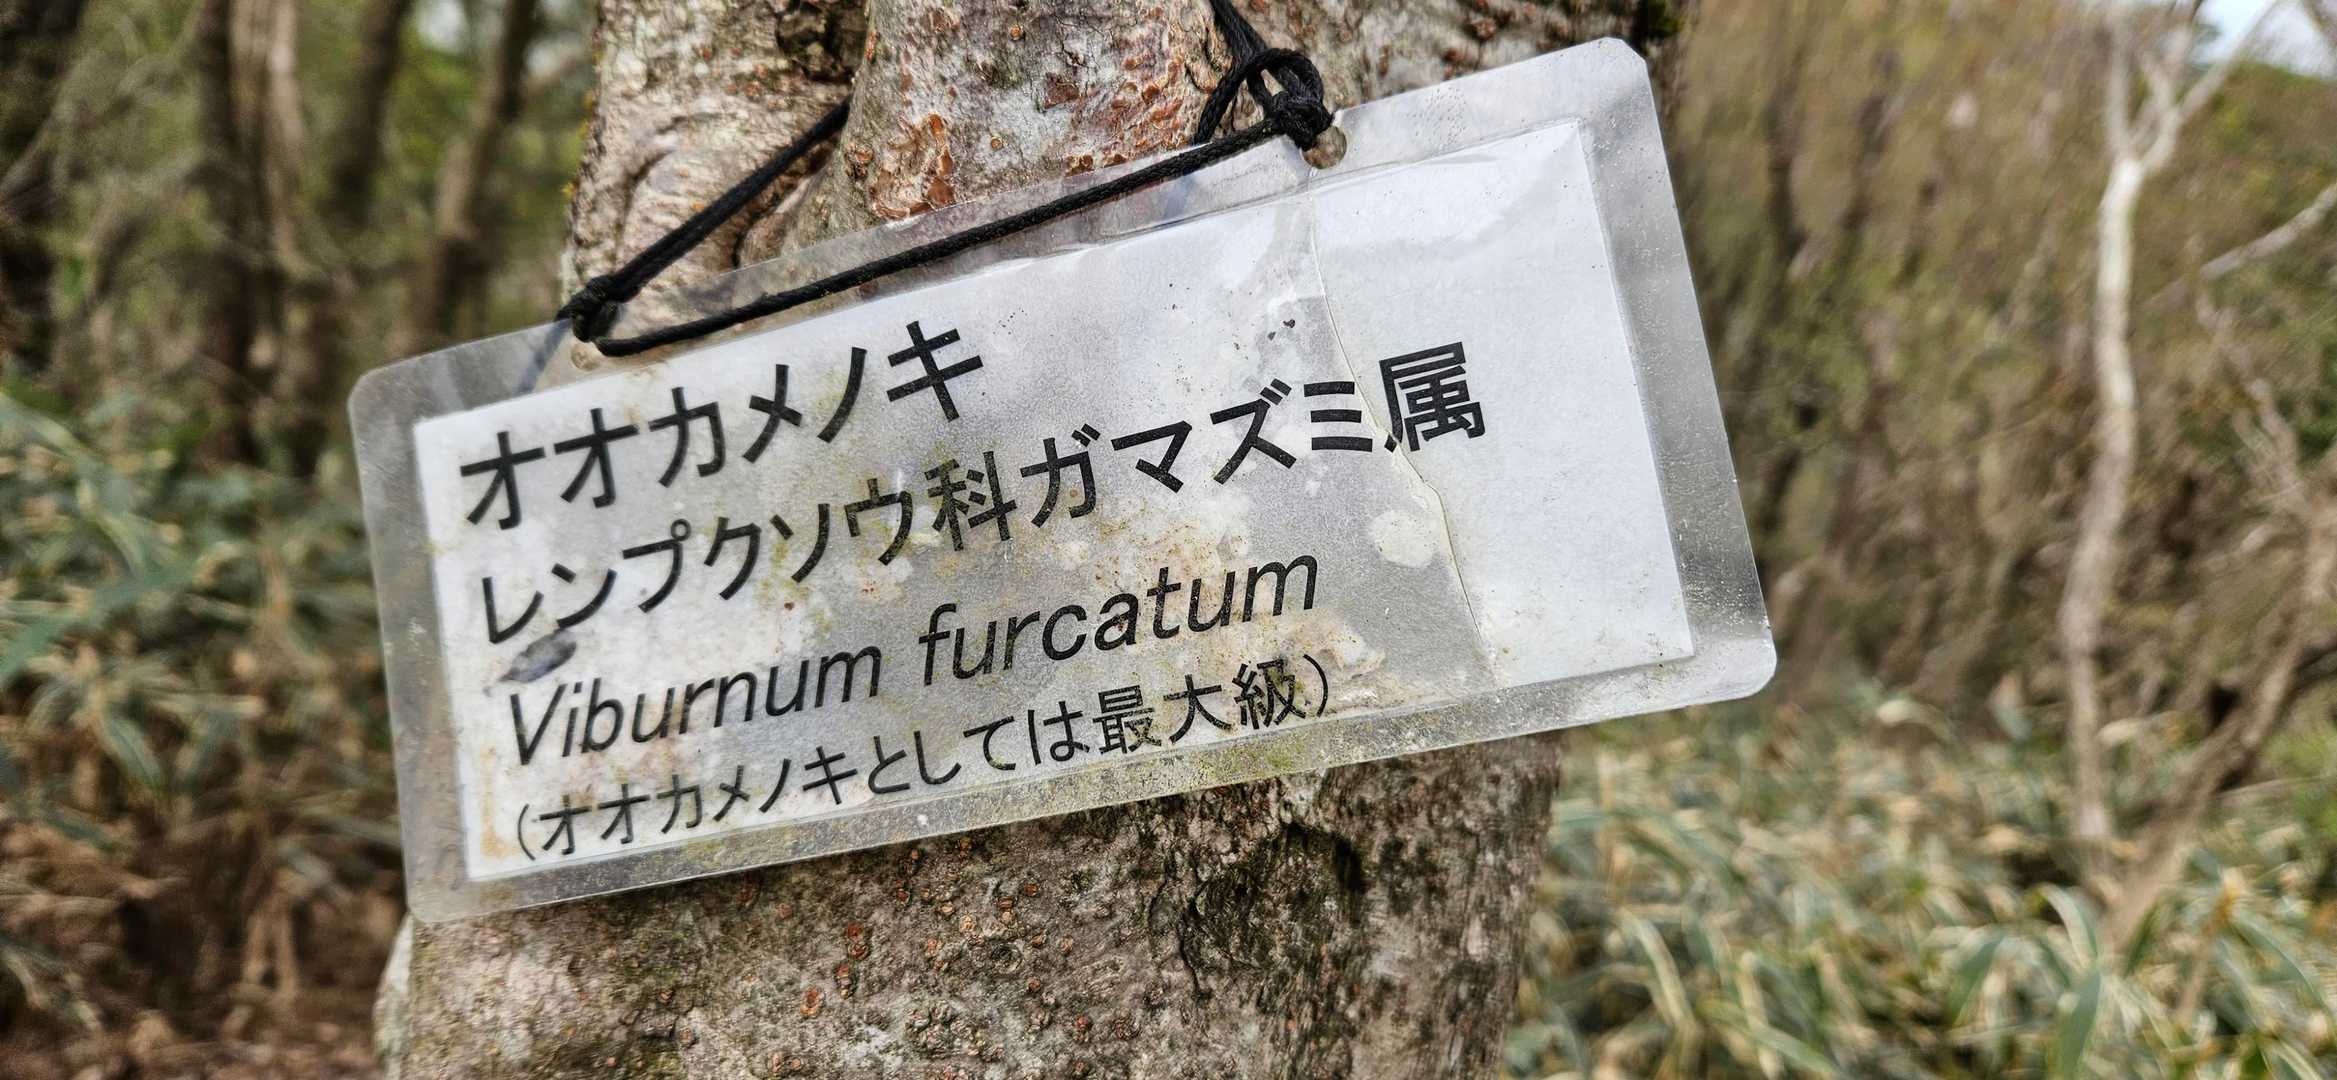 オオカメノキ
レンプクソウ科ガマズミ属
Viburnum furcatum
（オオカメノキとしては最大級）